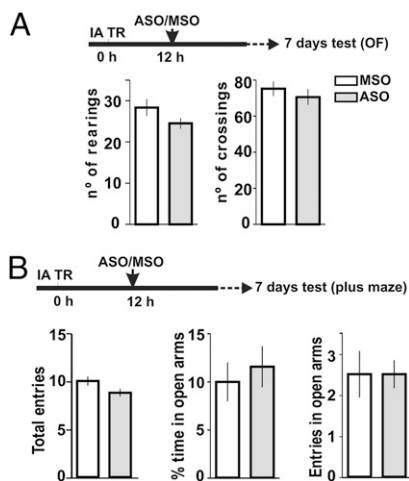 A
ASO/MSO
IA TR
7 days test (OF)
0 h
12 h
nº of rearings
30
20
10
0
nº of crossings
80
60
40
20
0
MSO
ASO
B
ASO/MSO
IA TR
7 days test (plus maze)
0 h
12 h
Total entries
15
10
5
0
% time in open arms
15
10
5
0
Entries in open arms
3
2
1
0